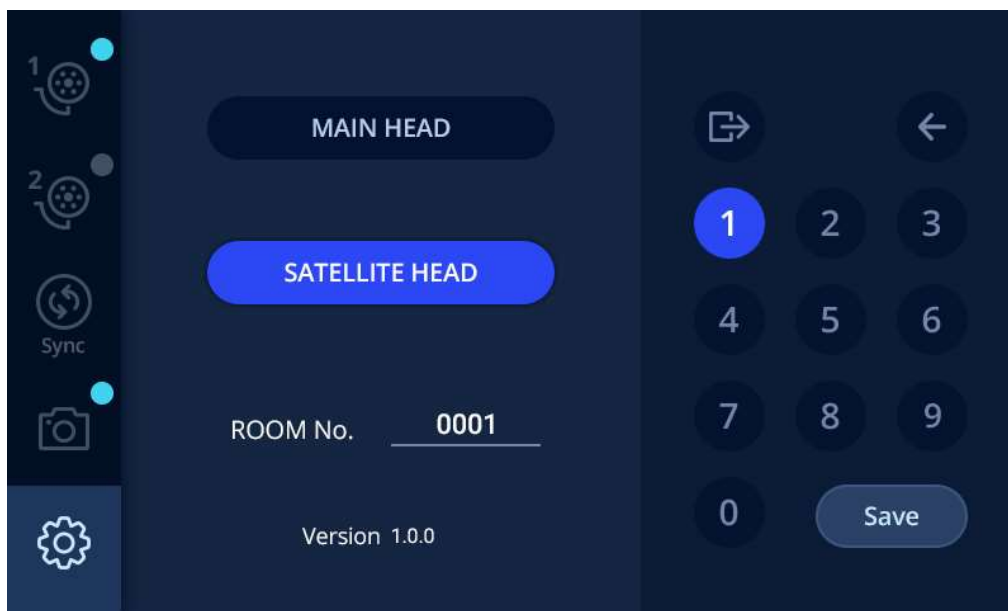 1
2
Sync
MAIN HEAD
SATELLITE HEAD
ROOM No. 0001
Version 1.0.0
1 2 3
4 5 6
7 8 9
0 Save